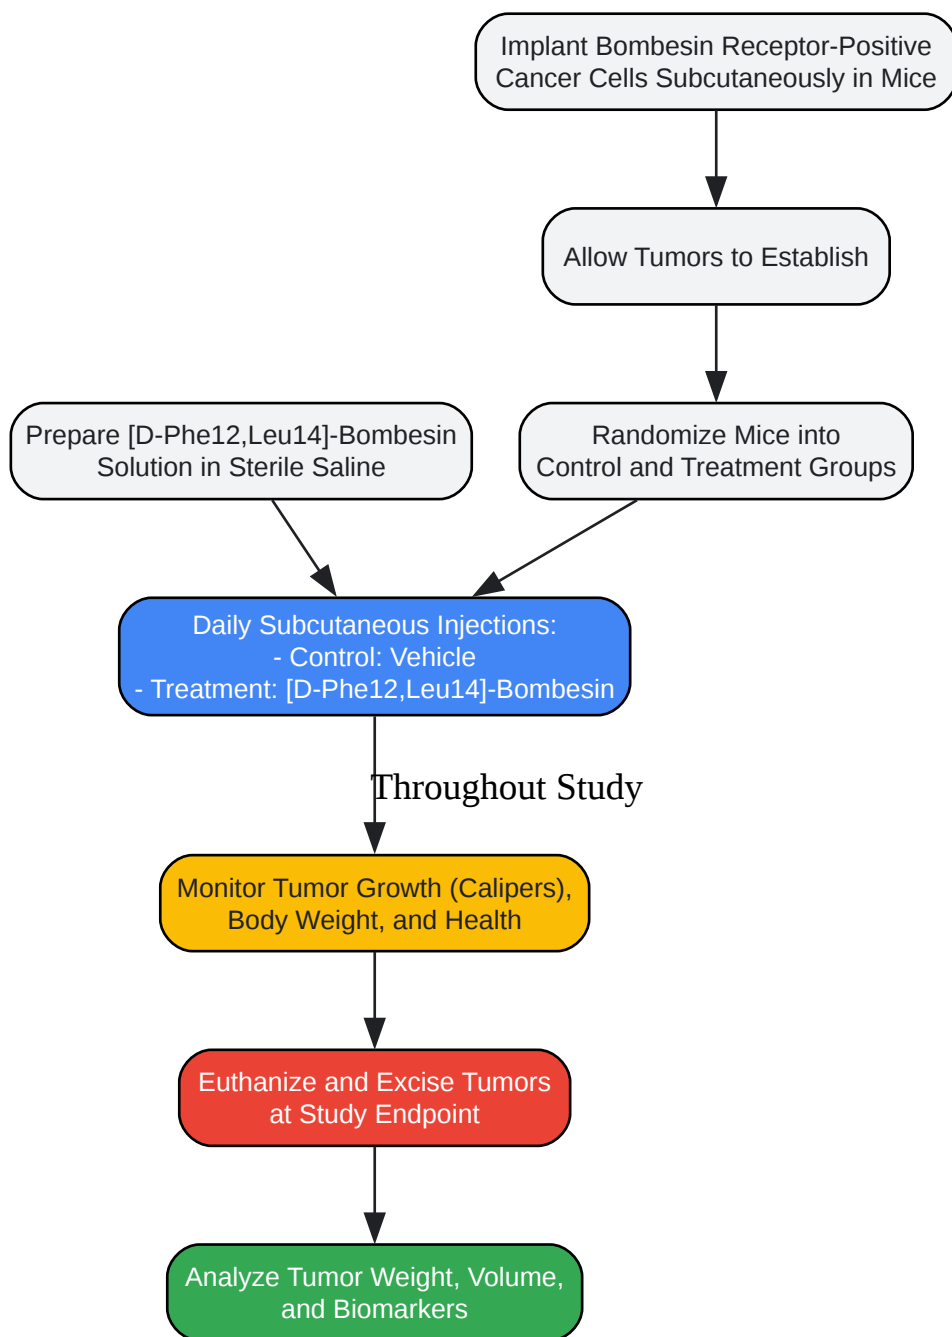 Implant Bombesin Receptor-Positive
Cancer Cells Subcutaneously in Mice
Allow Tumors to Establish
Prepare [D-Phe12,Leu14]-Bombesin
Solution in Sterile Saline
Randomize Mice into
Control and Treatment Groups
Daily Subcutaneous Injections:
- Control: Vehicle
- Treatment: [D-Phe12,Leu14]-Bombesin
Throughout Study
Monitor Tumor Growth (Calipers),
Body Weight, and Health
Euthanize and Excise Tumors
at Study Endpoint
Analyze Tumor Weight, Volume,
and Biomarkers